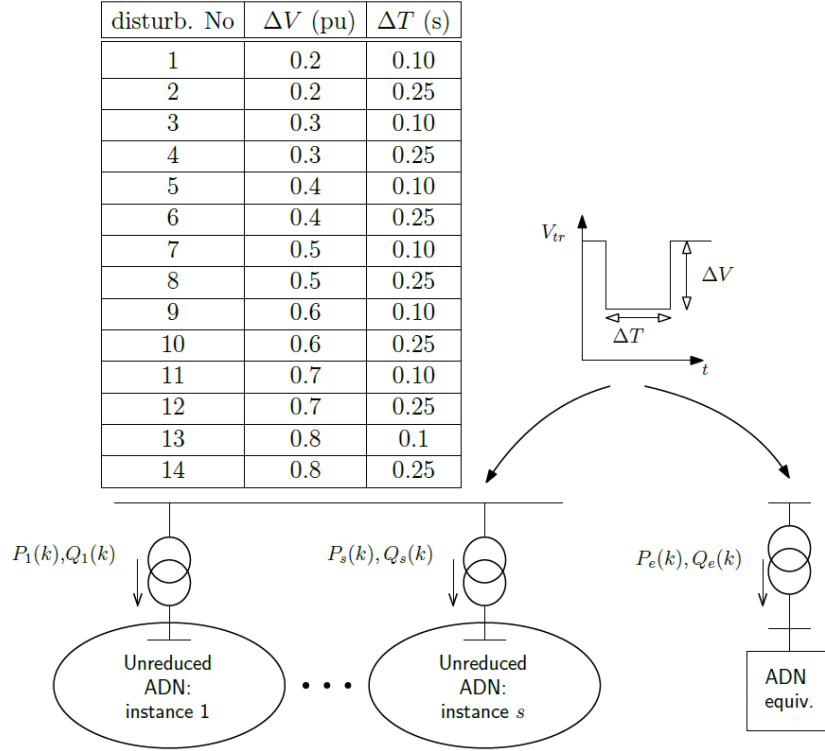 disturb. No ΔV (pu) ΔT (s)
1 0.2 0.10
2 0.2 0.25
3 0.3 0.10
4 0.3 0.25
5 0.4 0.10
6 0.4 0.25
7 0.5 0.10
8 0.5 0.25
9 0.6 0.10
10 0.6 0.25
11 0.7 0.10
12 0.7 0.25
13 0.8 0.1
14 0.8 0.25
V_tr
ΔV
ΔT
t
P_1(k),Q_1(k)
P_s(k),Q_s(k)
P_e(k),Q_e(k)
Unreduced
ADN:
instance 1
Unreduced
ADN:
instance s
ADN
equiv.